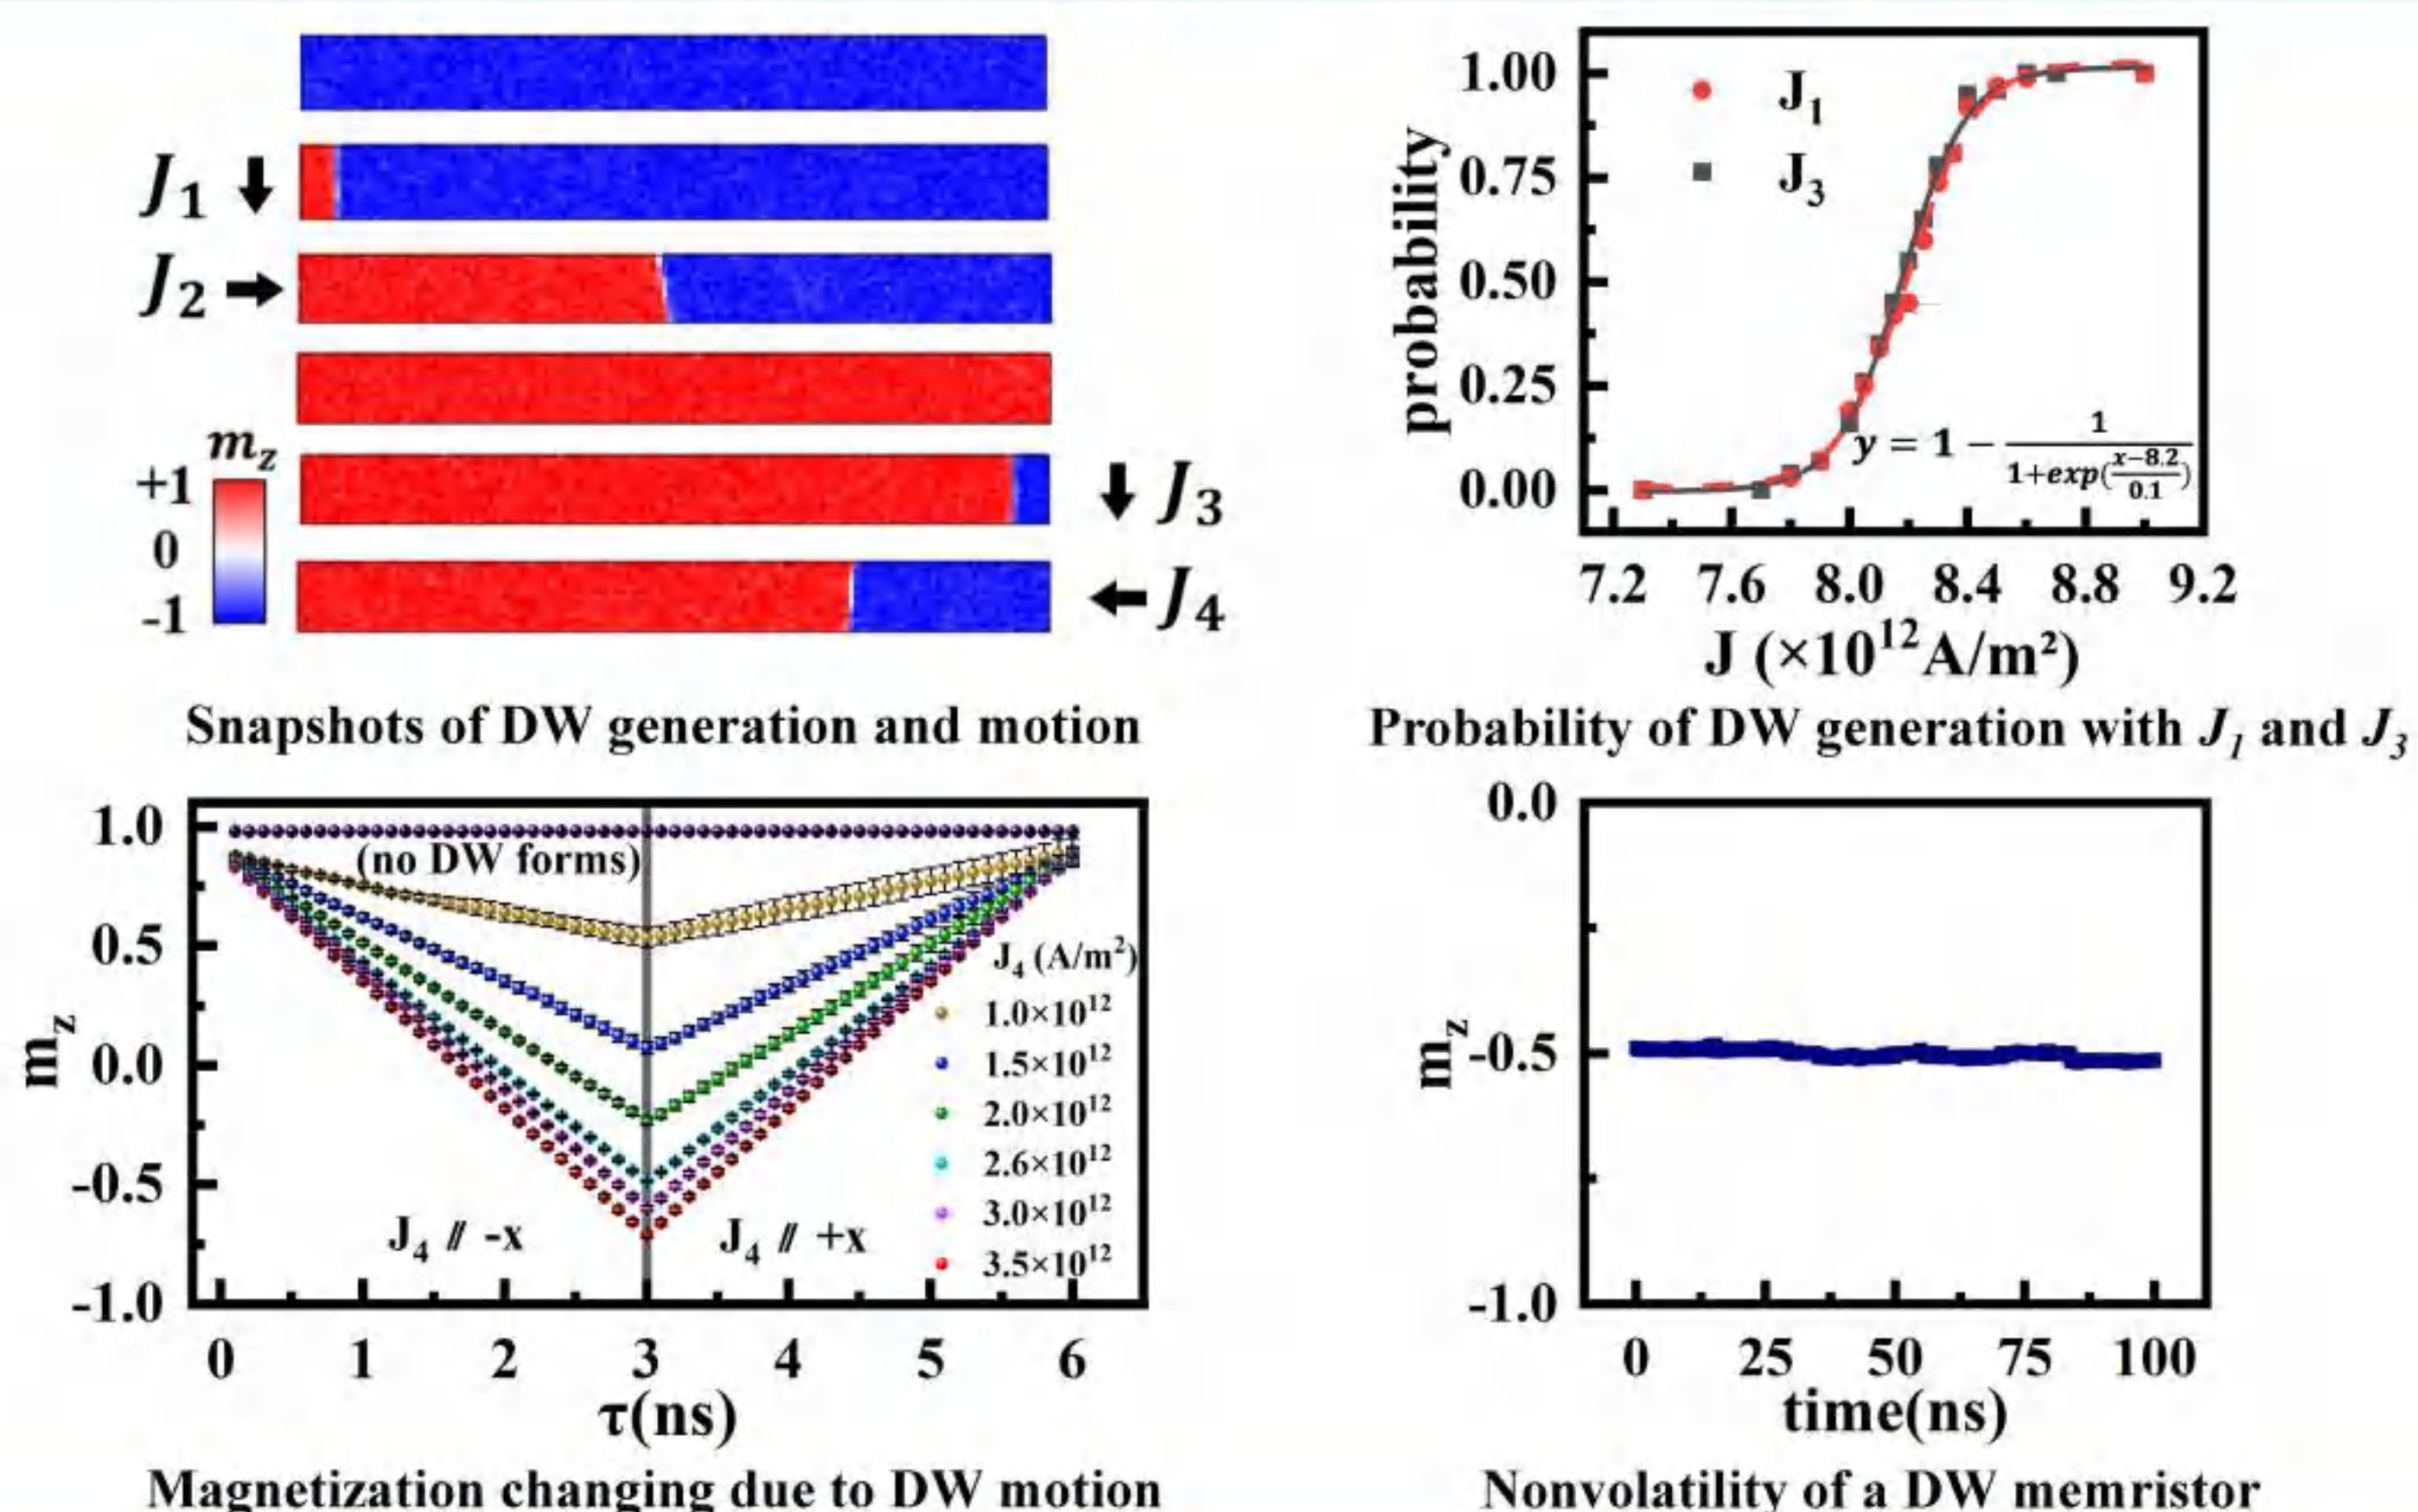 J1
J2
mz
+1
0
-1
J3
J4
Snapshots of DW generation and motion
1.00
0.75
0.50
0.25
0.00
probability
J1
J3
y = 1 − 1/(1+exp((x−8.2)/0.1))
7.2 7.6 8.0 8.4 8.8 9.2
J (×10¹²A/m²)
Probability of DW generation with J1 and J3
1.0
0.5
0.0
-0.5
-1.0
mz
(no DW forms)
J4 (A/m²)
1.0×10¹²
1.5×10¹²
2.0×10¹²
2.6×10¹²
3.0×10¹²
3.5×10¹²
J4 // -x
J4 // +x
0 1 2 3 4 5 6
τ(ns)
Magnetization changing due to DW motion
0.0
-0.5
-1.0
mz
0 25 50 75 100
time(ns)
Nonvolatility of a DW memristor